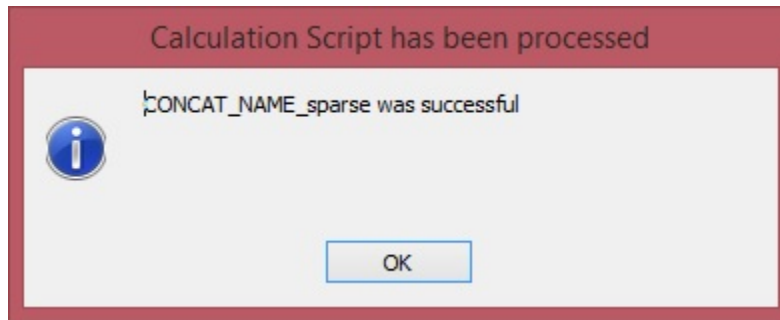 Calculation Script has been processed
CONCAT_NAME_sparse was successful
OK